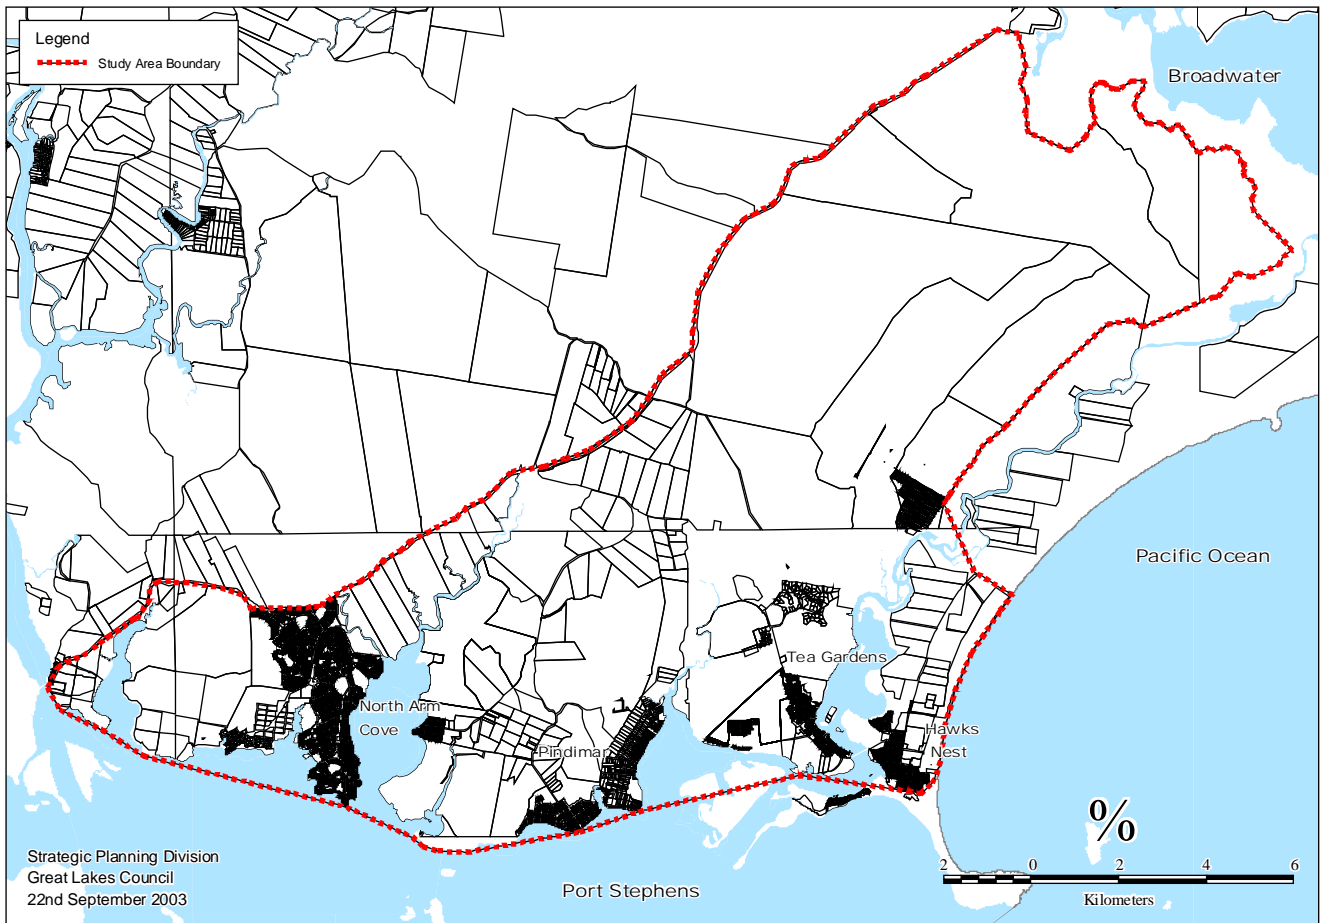 Legend
Study Area Boundary
Broadwater
Pacific Ocean
Tea Gardens
North Arm
Cove
Hawks
Nest
Pindimar
%
2 0 2 4 6
Kilometers
Strategic Planning Division
Great Lakes Council
22nd September 2003
Port Stephens